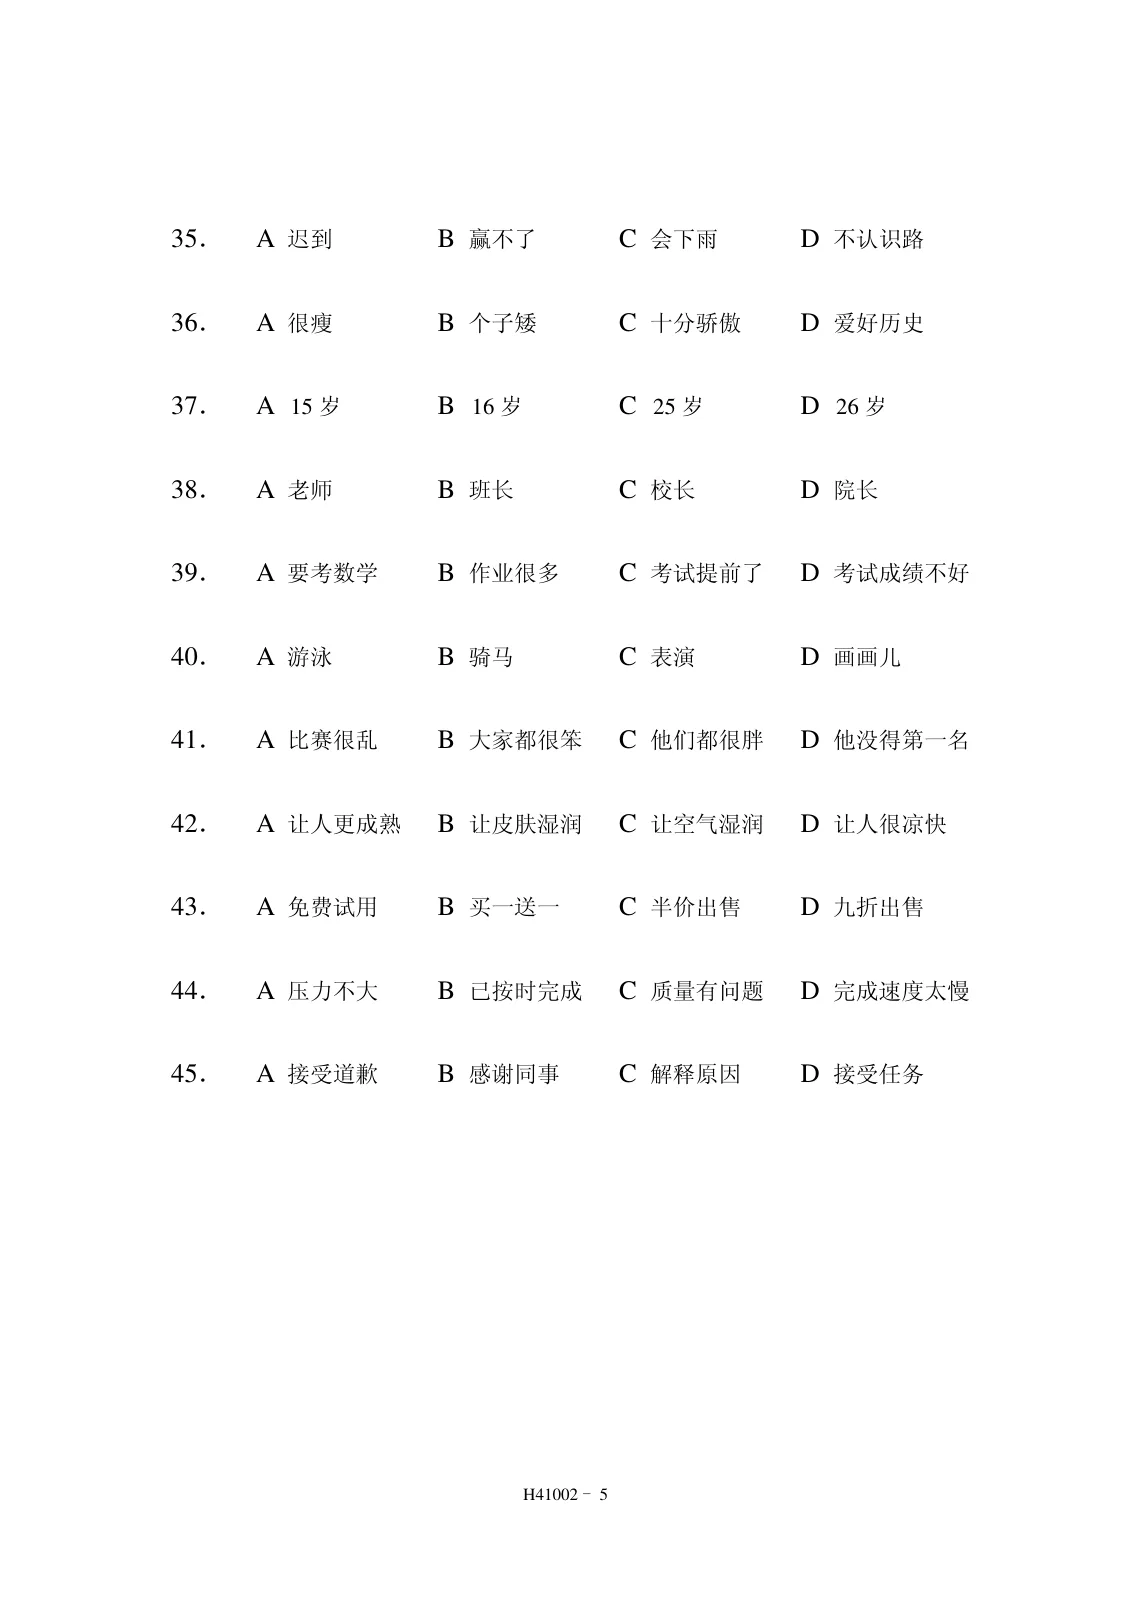 35． A 迟到 B 赢不了 C 会下雨 D 不认识路
36． A 很瘦 B 个子矮 C 十分骄傲 D 爱好历史
37． A 15 岁 B 16 岁 C 25 岁 D 26 岁
38． A 老师 B 班长 C 校长 D 院长
39． A 要考数学 B 作业很多 C 考试提前了 D 考试成绩不好
40． A 游泳 B 骑马 C 表演 D 画画儿
41． A 比赛很乱 B 大家都很笨 C 他们都很胖 D 他没得第一名
42． A 让人更成熟 B 让皮肤湿润 C 让空气湿润 D 让人很凉快
43． A 免费试用 B 买一送一 C 半价出售 D 九折出售
44． A 压力不大 B 已按时完成 C 质量有问题 D 完成速度太慢
45． A 接受道歉 B 感谢同事 C 解释原因 D 接受任务
H41002－ 5